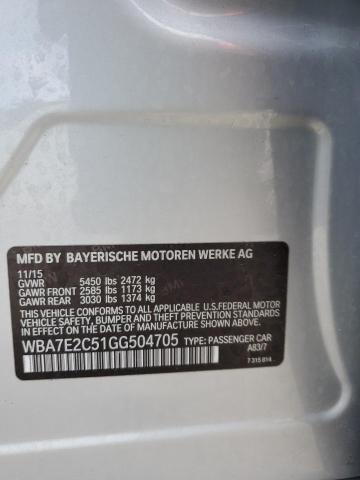 MFD BY BAYERISCHE MOTOREN WERKE AG
11/15
GVWR 5450 lbs 2472 kg
GAWR FRONT 2585 lbs 1173 kg
GAWR REAR 3030 lbs 1374 kg
THIS VEHICLE CONFORMS TO ALL APPLICABLE U.S.FEDERAL MOTOR
VEHICLE SAFETY, BUMPER, AND THEFT PREVENTION STANDARDS
IN EFFECT ON THE DATE OF MANUFACTURE SHOWN ABOVE.
WBA7E2C51GG504705 TYPE: PASSENGER CAR
A83/7
7 315 814